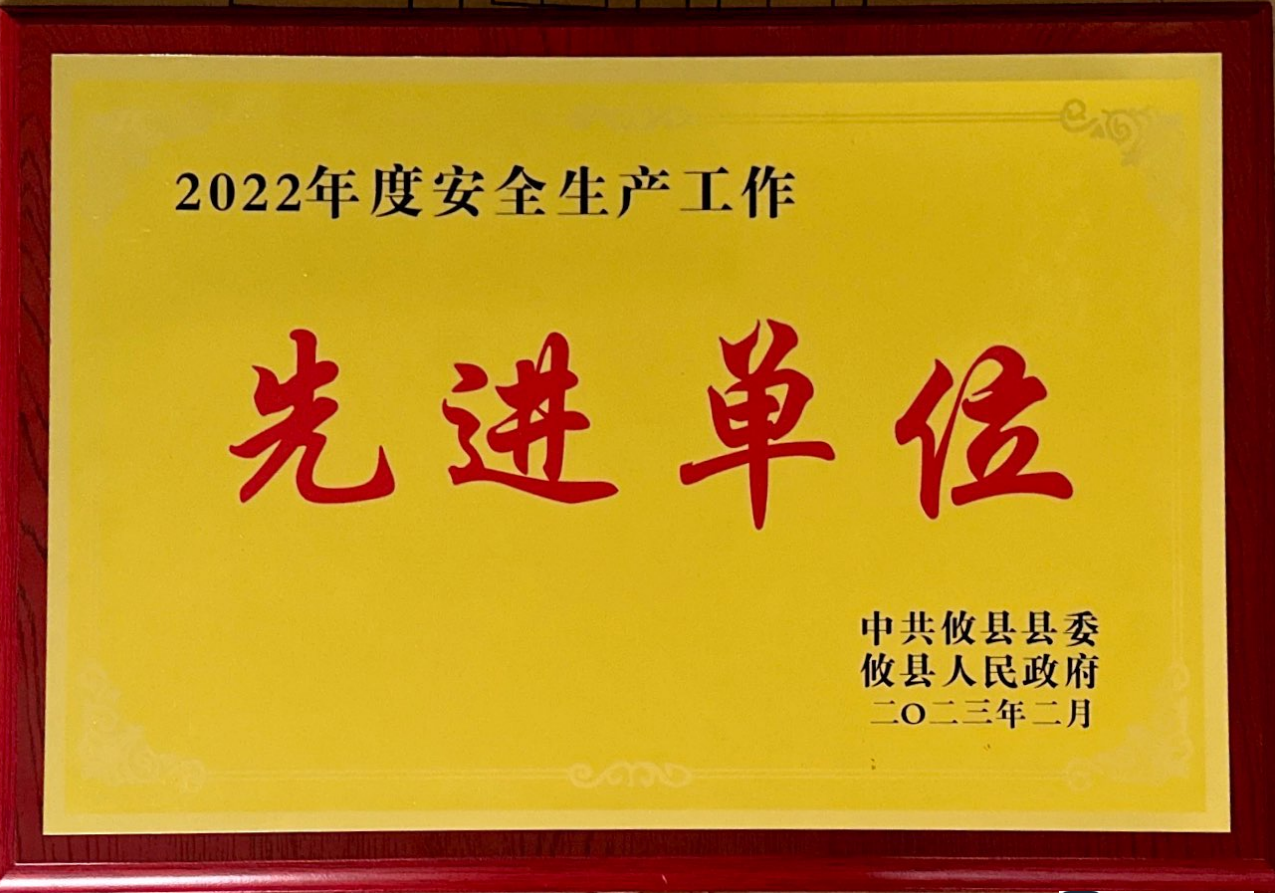 2022年度安全生产工作
先进单位
中共攸县县委
攸县人民政府
二〇二三年二月